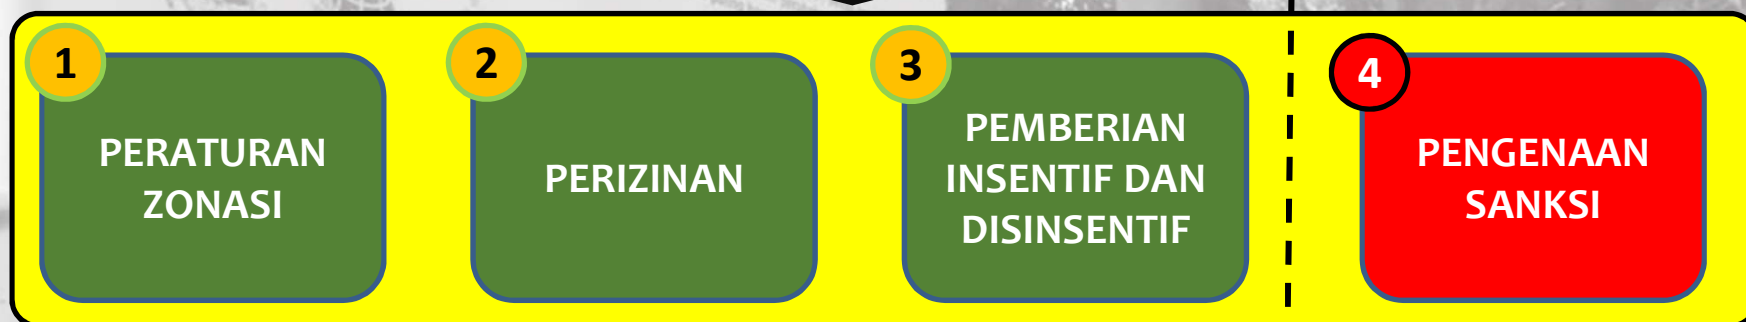 1
PERATURAN
ZONASI
2
PERIZINAN
3
PEMBERIAN
INSENTIF DAN
DISINSENTIF
4
PENGENAAN
SANKSI